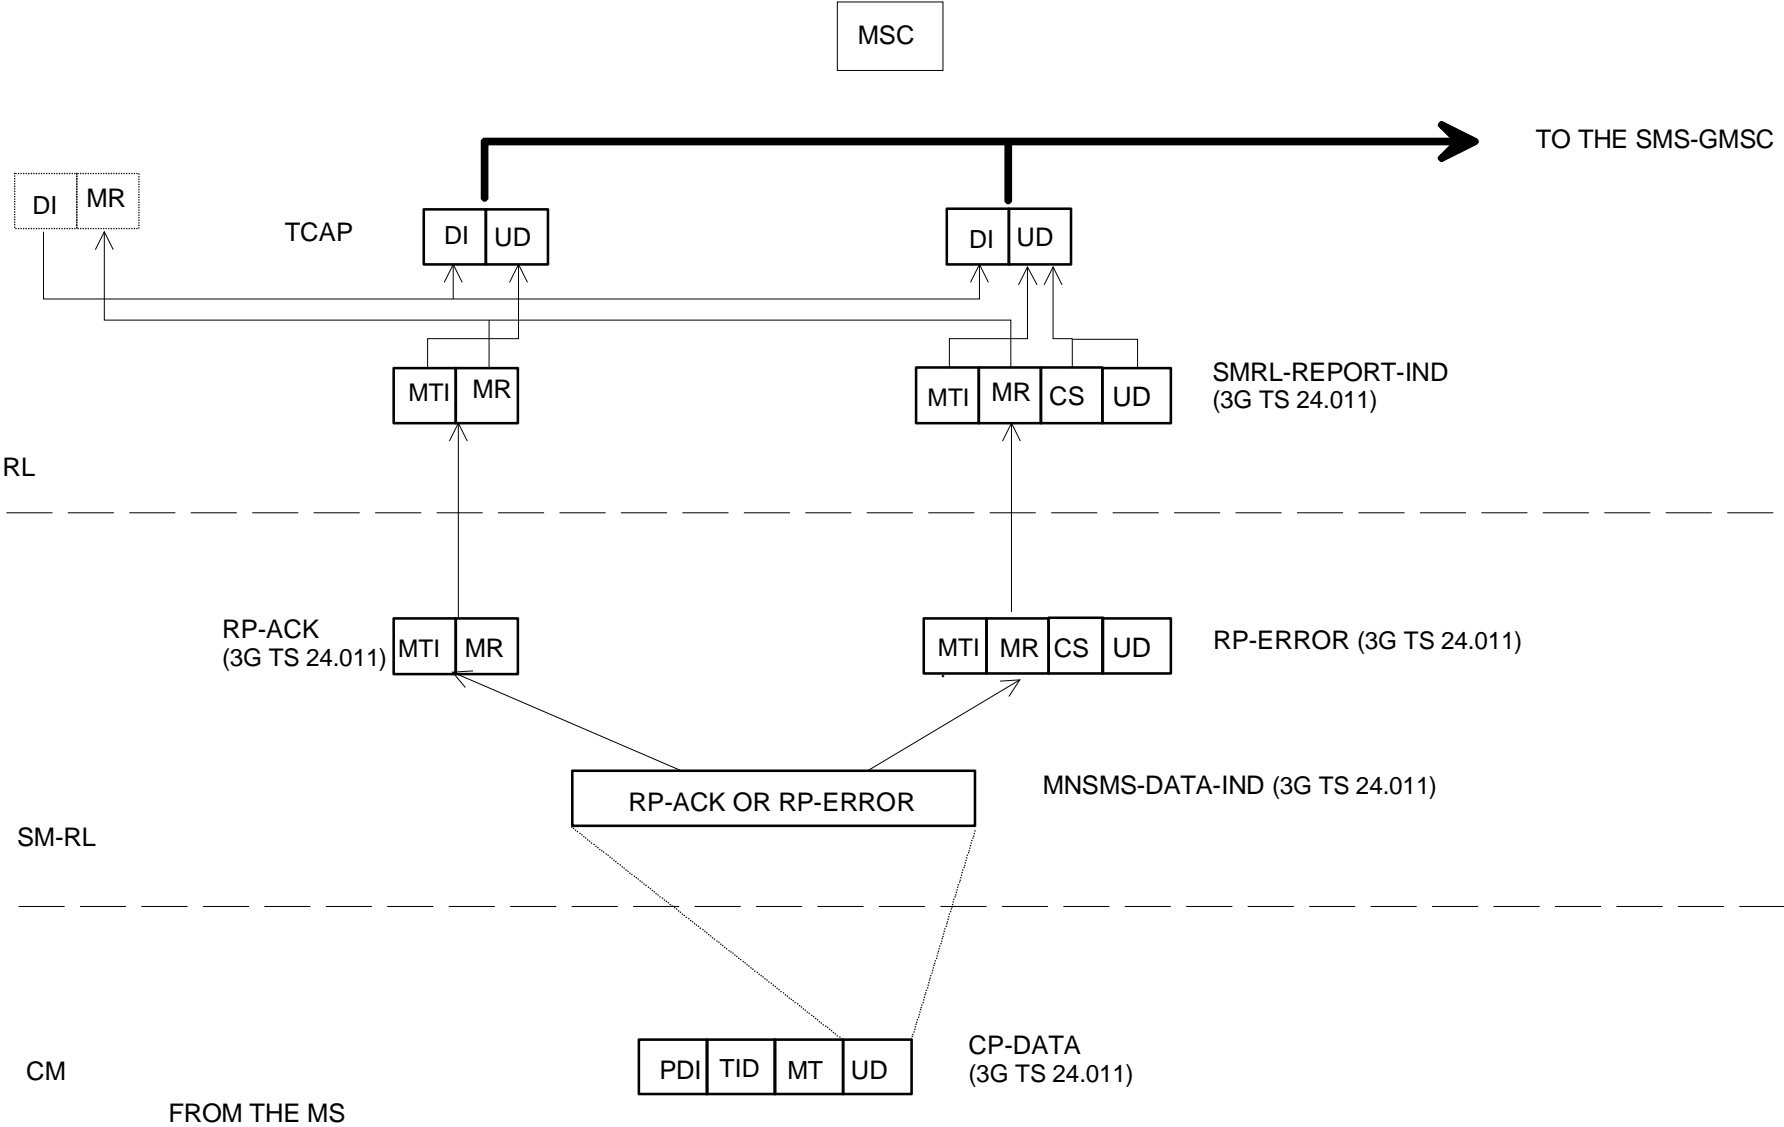 MSC
TO THE SMS-GMSC
DI MR
TCAP
DI UD
DI UD
MTI MR
MTI MR CS UD
SMRL-REPORT-IND
(3G TS 24.011)
RL
RP-ACK
(3G TS 24.011)
MTI MR
MTI MR CS UD
RP-ERROR (3G TS 24.011)
RP-ACK OR RP-ERROR
MNSMS-DATA-IND (3G TS 24.011)
SM-RL
CM
PDI TID MT UD
CP-DATA
(3G TS 24.011)
FROM THE MS